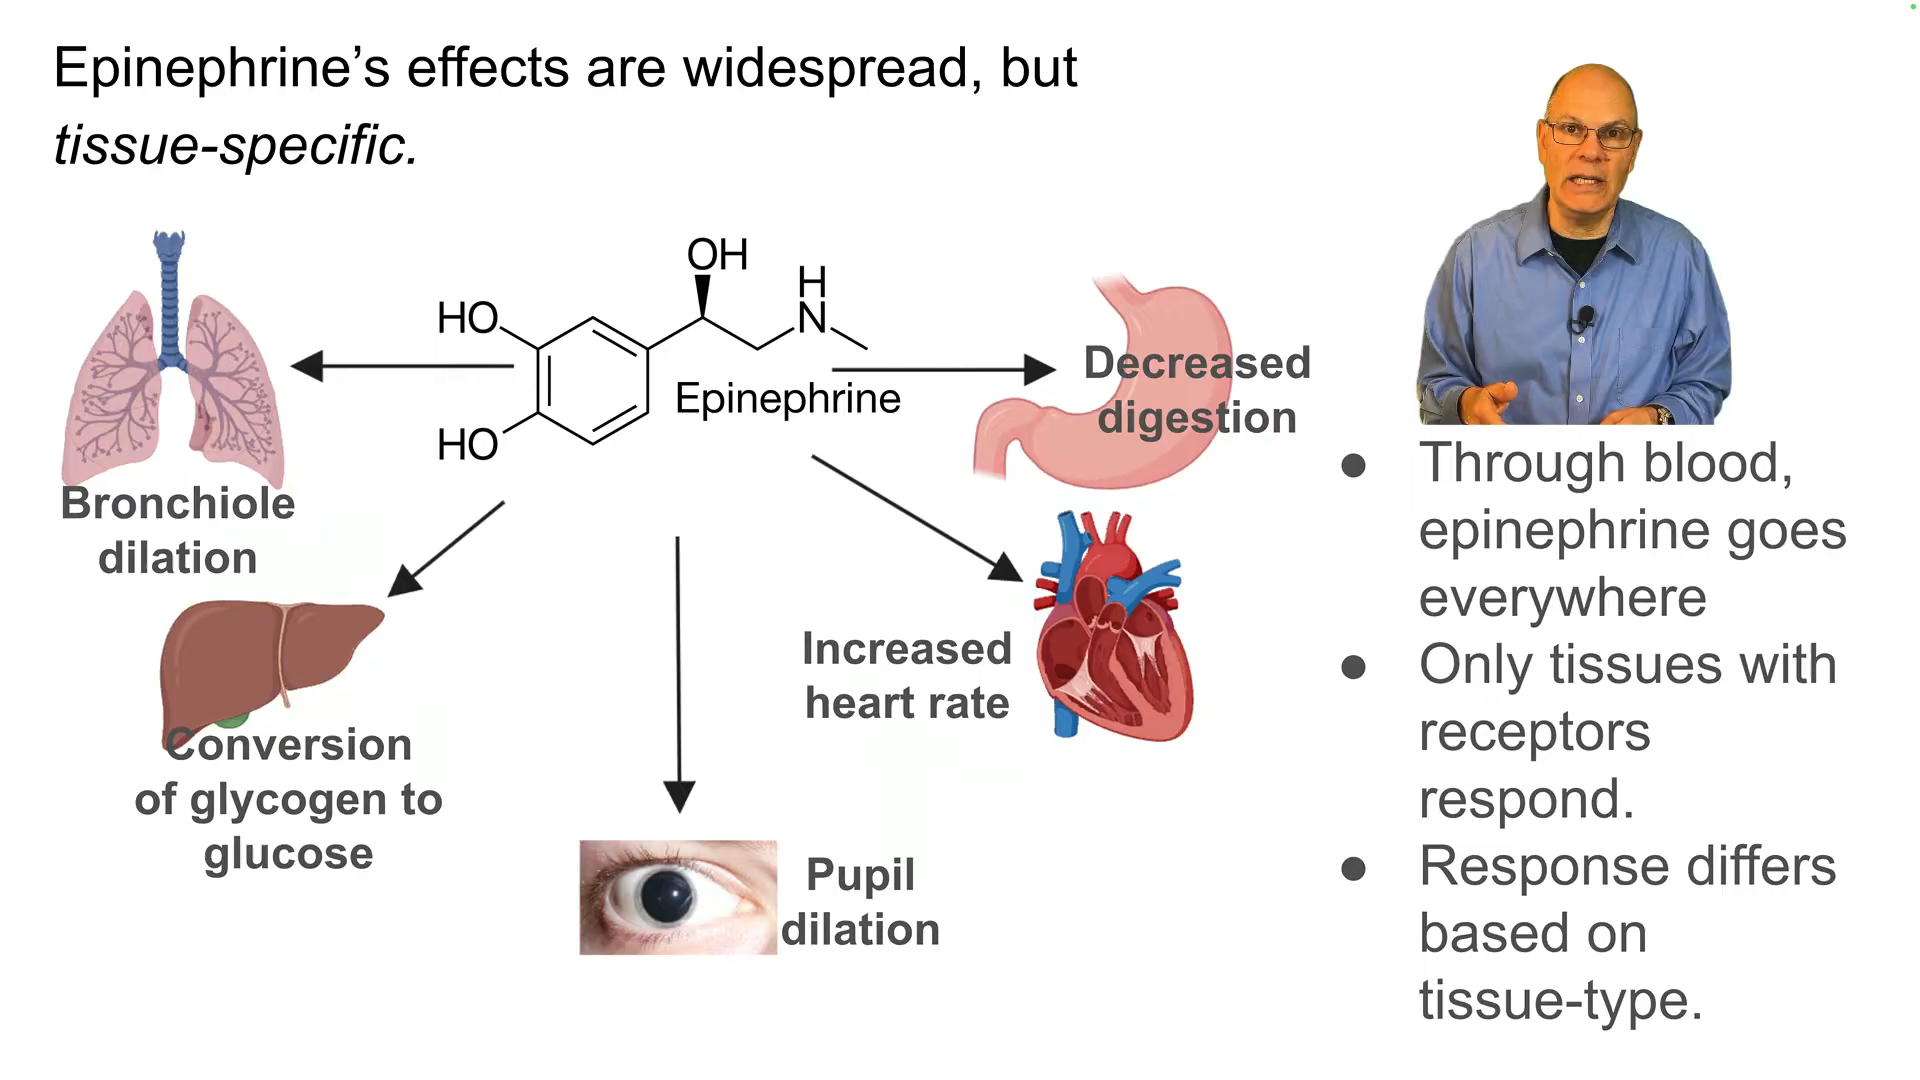 Epinephrine’s effects are widespread, but
tissue-specific.
OH
H
N
HO
HO
Epinephrine
Decreased
digestion
Bronchiole
dilation
Increased
heart rate
Conversion
of glycogen to
glucose
Pupil
dilation
● Through blood,
epinephrine goes
everywhere
● Only tissues with
receptors
respond.
● Response differs
based on
tissue-type.